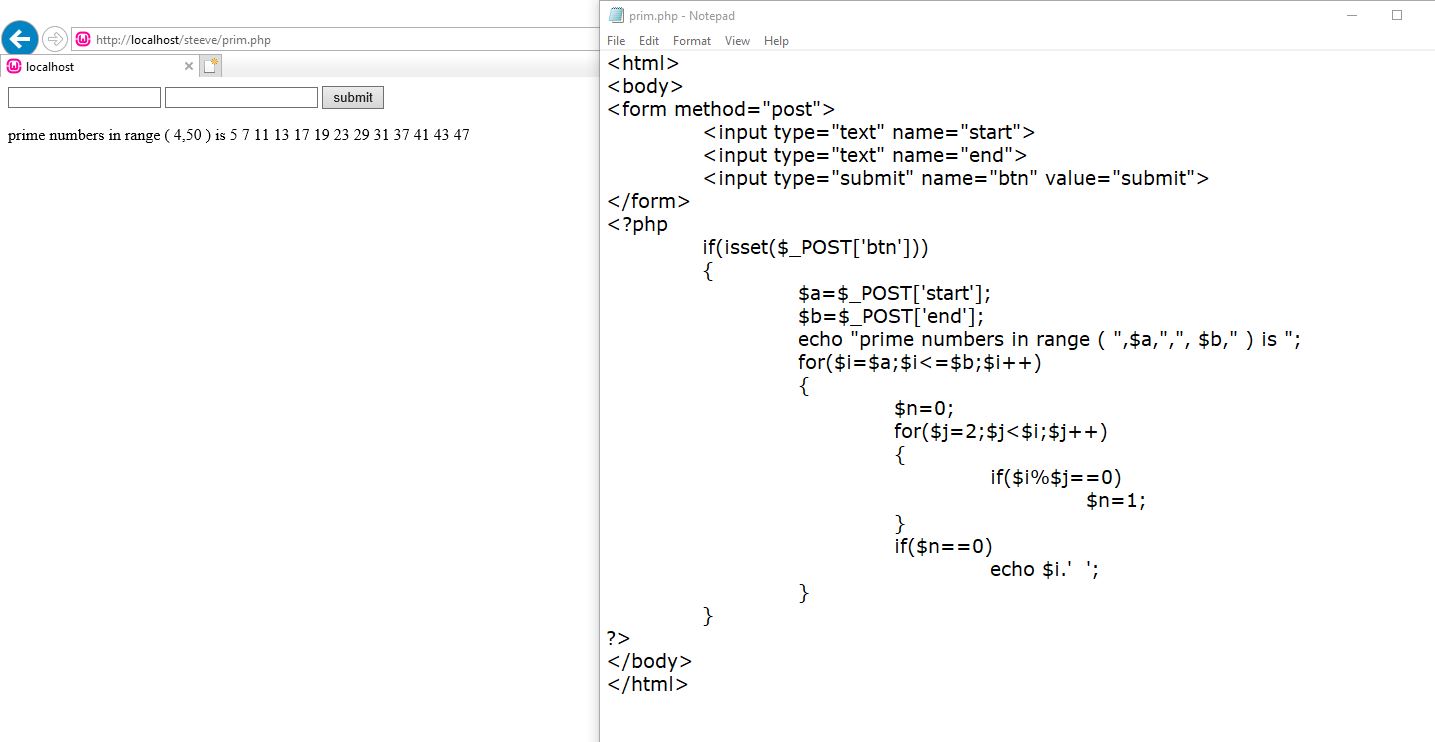 http://localhost/steeve/prim.php
localhost
submit
prime numbers in range ( 4,50 ) is 5 7 11 13 17 19 23 29 31 37 41 43 47
prim.php - Notepad
File Edit Format View Help
<html>
<body>
<form method="post">
<input type="text" name="start">
<input type="text" name="end">
<input type="submit" name="btn" value="submit">
</form>
<?php
if(isset($_POST['btn']))
{
$a=$_POST['start'];
$b=$_POST['end'];
echo "prime numbers in range ( ",$a,",", $b," ) is ";
for($i=$a;$i<=$b;$i++)
{
$n=0;
for($j=2;$j<$i;$j++)
{
if($i%$j==0)
$n=1;
}
if($n==0)
echo $i.'  ';
}
}
?>
</body>
</html>